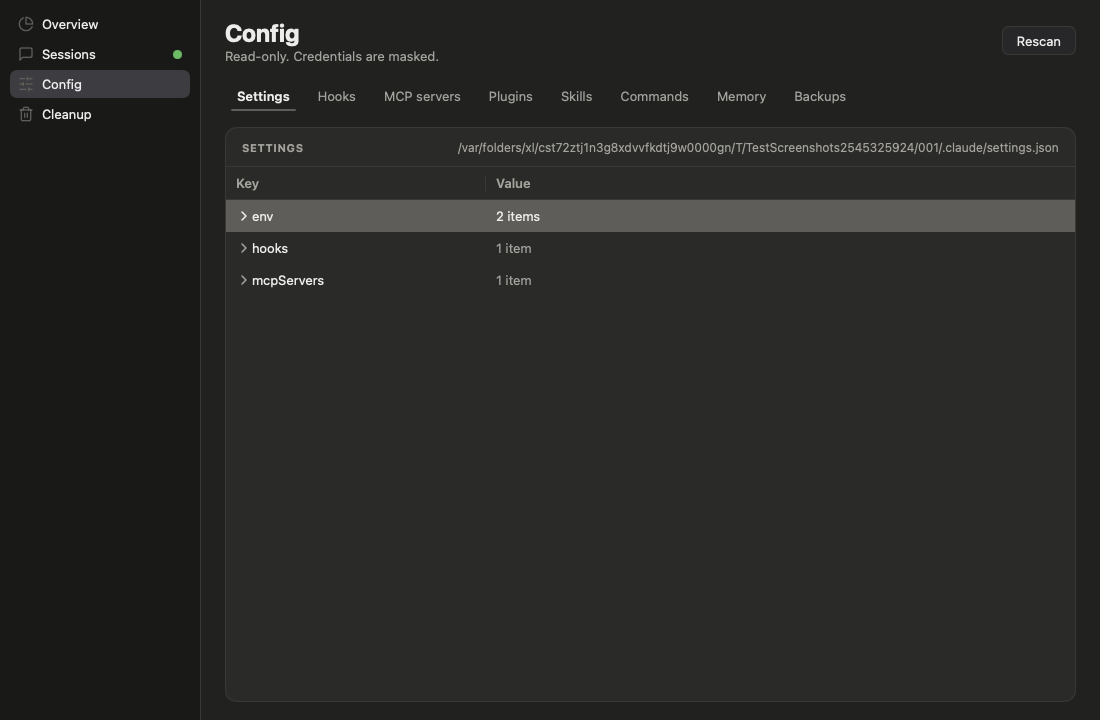 Overview
Sessions
Config
Cleanup
Config
Read-only. Credentials are masked.
Rescan
Settings Hooks MCP servers Plugins Skills Commands Memory Backups
SETTINGS /var/folders/xl/cst72ztj1n3g8xdvvfkdtj9w0000gn/T/TestScreenshots2545325924/001/.claude/settings.json
Key Value
env 2 items
hooks 1 item
mcpServers 1 item